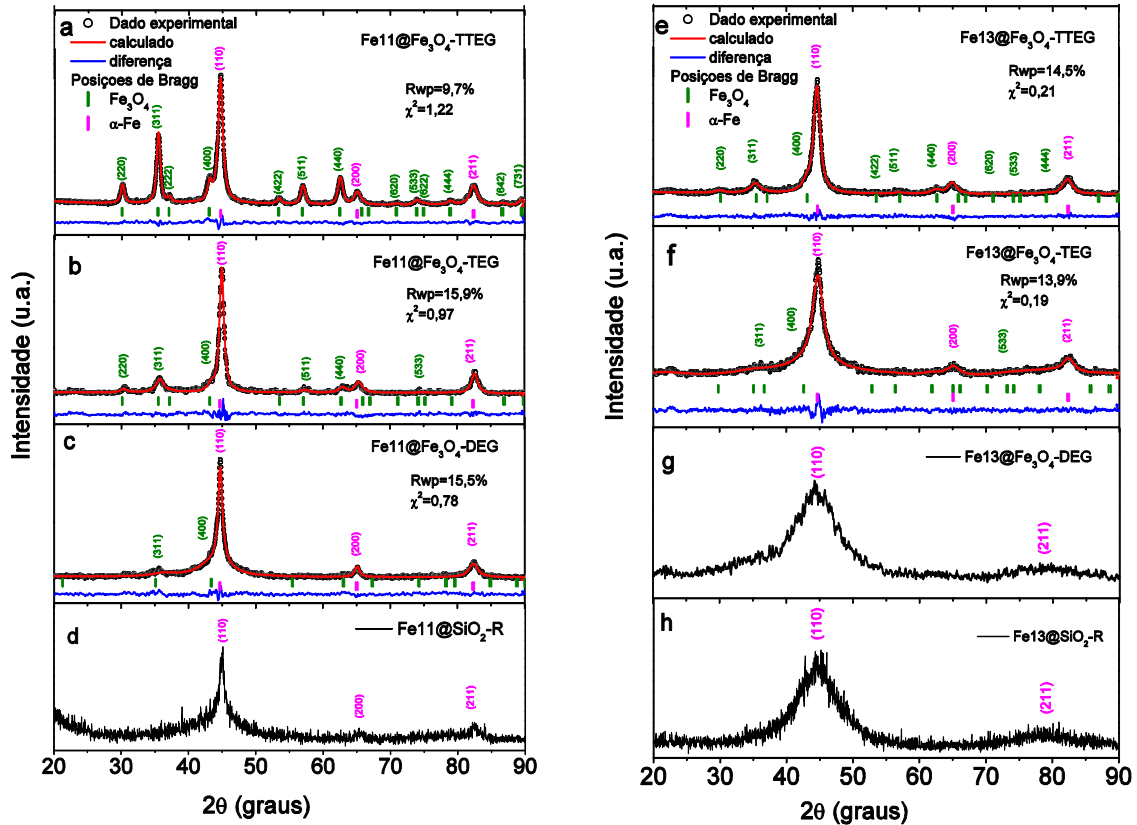 a
Dado experimental
calculado
diferença
Posiçoes de Bragg
Fe3O4
α-Fe
Fe11@Fe3O4-TTEG
Rwp=9,7%
χ2=1,22
(220)
(311)
(222)
(400)
(110)
(422)
(511)
(440)
(200)
(620)
(533)
(622)
(444)
(211)
(642)
(731)
b
Fe11@Fe3O4-TEG
Rwp=15,9%
χ2=0,97
(220)
(311)
(400)
(110)
(511)
(440)
(200)
(533)
(211)
c
Fe11@Fe3O4-DEG
Rwp=15,5%
χ2=0,78
(311)
(400)
(110)
(200)
(211)
d
Fe11@SiO2-R
(110)
(200)
(211)
20 30 40 50 60 70 80 90
2θ (graus)
Intensidade (u.a.)
e
Dado experimental
calculado
diferença
Posiçoes de Bragg
Fe3O4
α-Fe
Fe13@Fe3O4-TTEG
Rwp=14,5%
χ2=0,21
(220)
(311)
(400)
(110)
(422)
(511)
(440)
(200)
(620)
(533)
(444)
(211)
f
Fe13@Fe3O4-TEG
Rwp=13,9%
χ2=0,19
(311)
(400)
(110)
(200)
(533)
(211)
g
Fe13@Fe3O4-DEG
(110)
(211)
h
Fe13@SiO2-R
(110)
(211)
20 30 40 50 60 70 80 90
2θ (graus)
Intensidade (u.a.)